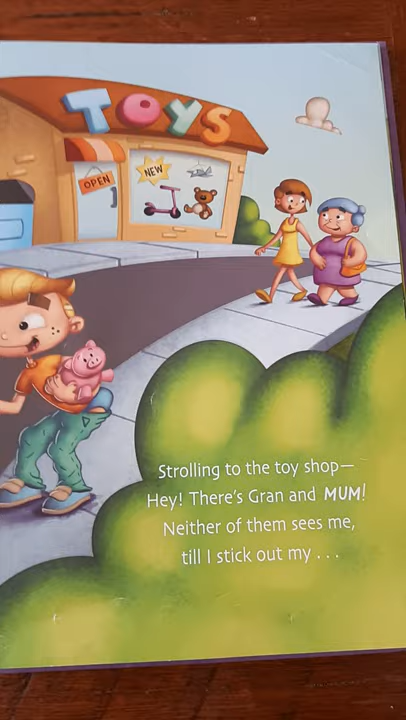 TOYS
NEW
OPEN
Strolling to the toy shop—
Hey! There's Gran and MUM!
Neither of them sees me,
till I stick out my . . .